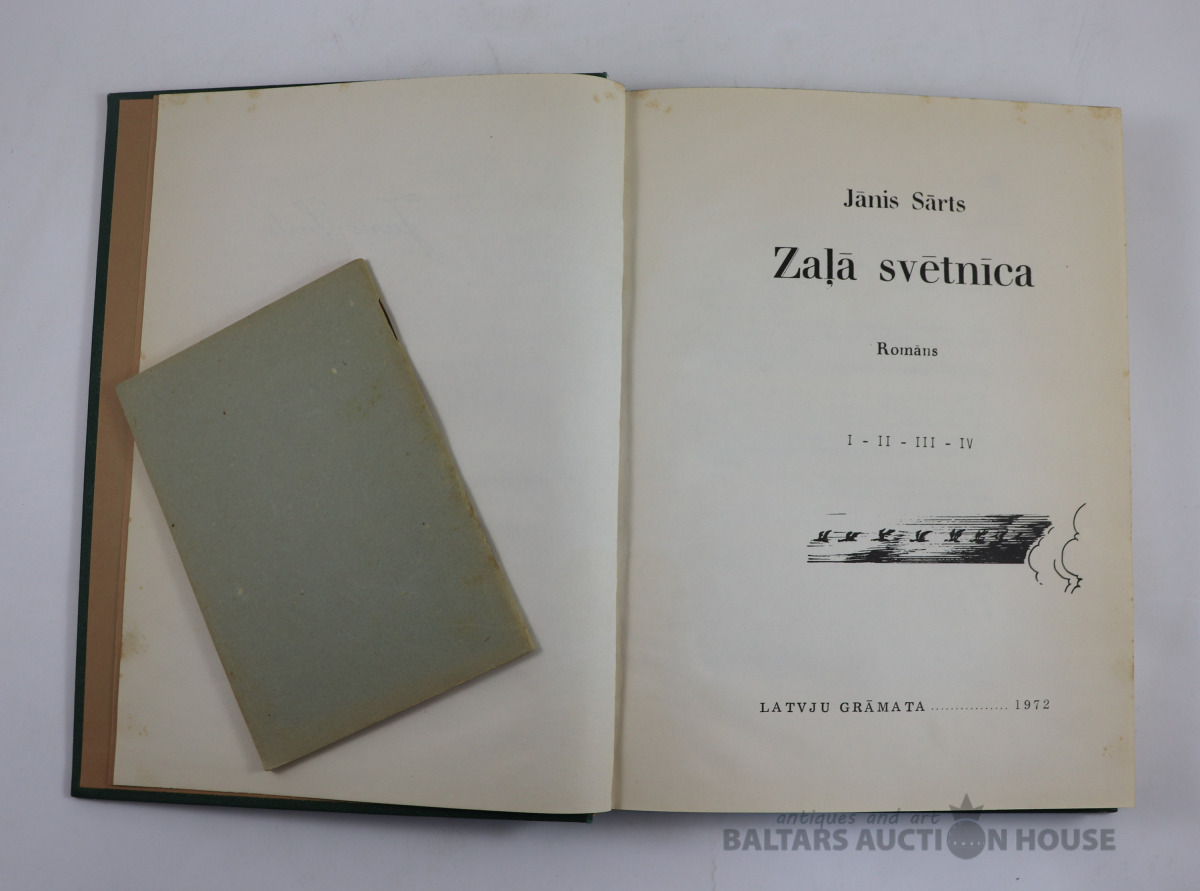 Jānis Sārts
Zaļā svētnīca
Romāns
I - II - III - IV
LATVJU GRĀMATA ................ 1972
antiques and art
BALTARS AUCTION HOUSE